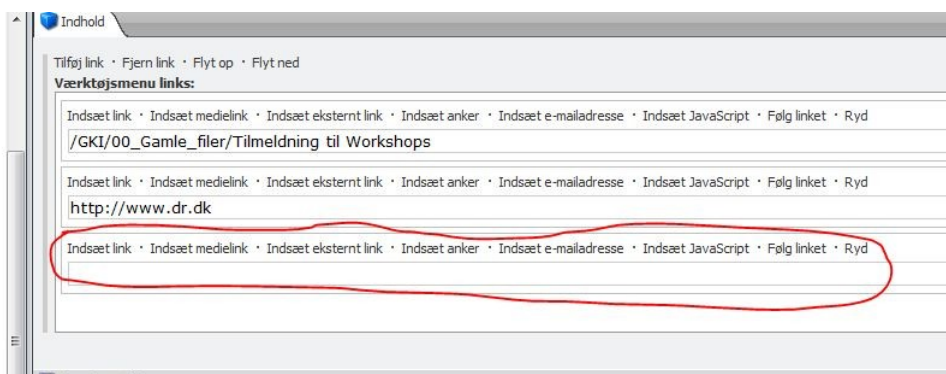 Indhold
Tilføj link · Fjern link · Flyt op · Flyt ned
Værktøjsmenu links:
Indsæt link · Indsæt medielink · Indsæt eksternt link · Indsæt anker · Indsæt e-mailadresse · Indsæt JavaScript · Følg linket · Ryd
/GKI/00_Gamle_filer/Tilmeldning til Workshops
Indsæt link · Indsæt medielink · Indsæt eksternt link · Indsæt anker · Indsæt e-mailadresse · Indsæt JavaScript · Følg linket · Ryd
http://www.dr.dk
Indsæt link · Indsæt medielink · Indsæt eksternt link · Indsæt anker · Indsæt e-mailadresse · Indsæt JavaScript · Følg linket · Ryd